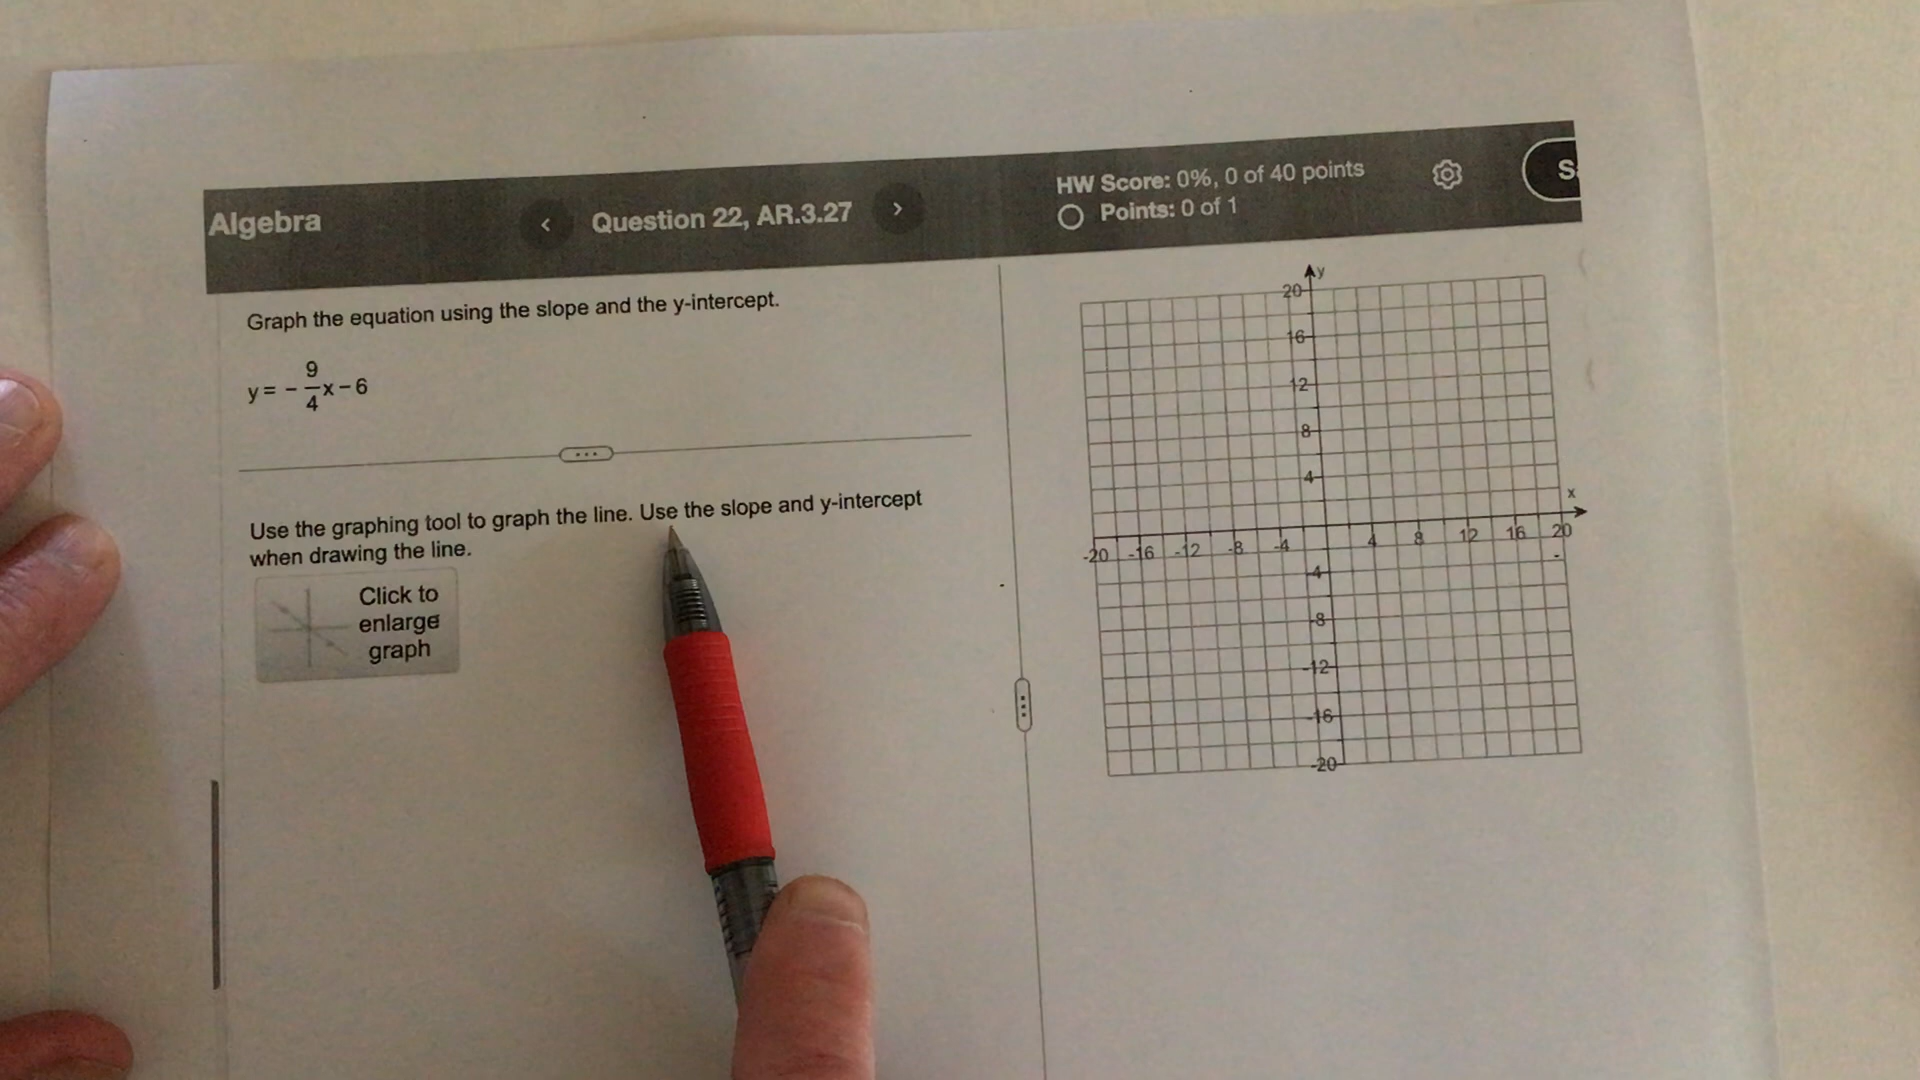 Algebra
< Question 22, AR.3.27 >
HW Score: 0%, 0 of 40 points
Points: 0 of 1
Graph the equation using the slope and the y-intercept.
y = - 9/4 x - 6
Use the graphing tool to graph the line. Use the slope and y-intercept
when drawing the line.
Click to
enlarge
graph
y
20
16
12
8
4
x
-20 -16 -12 -8 -4 4 8 12 16 20
-4
-8
-12
-16
-20